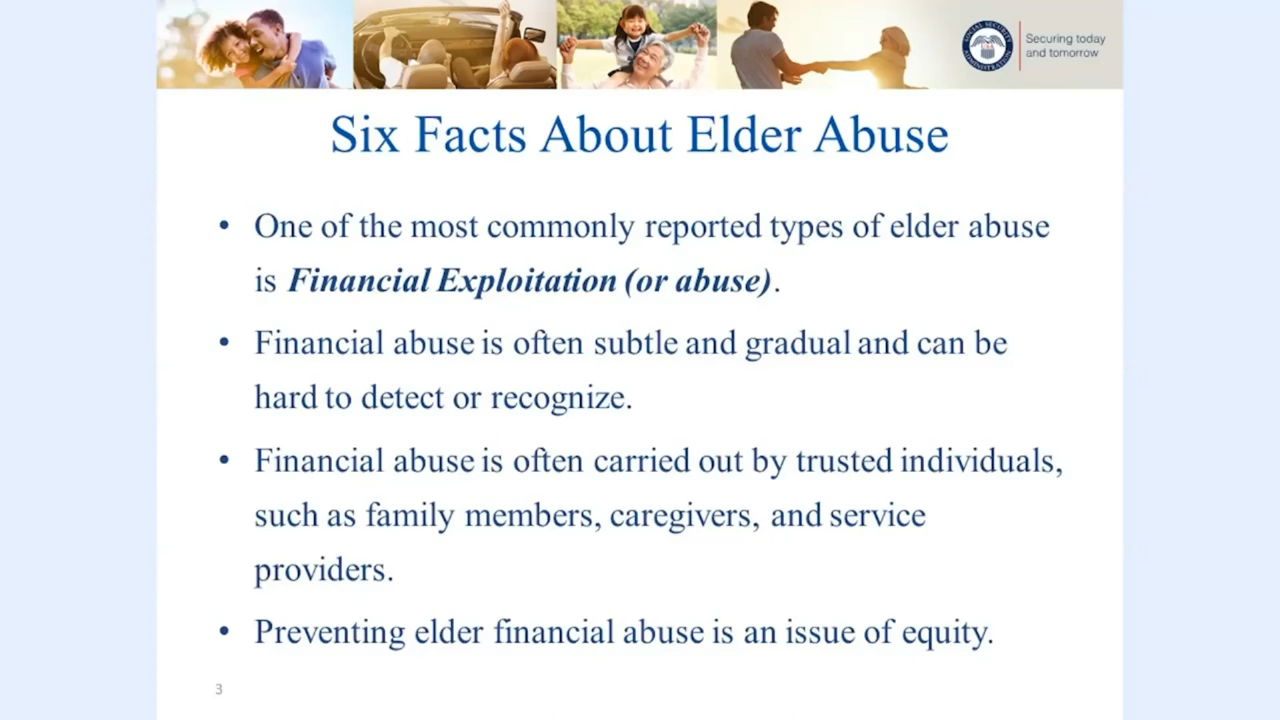 Securing today
and tomorrow
Six Facts About Elder Abuse
• One of the most commonly reported types of elder abuse
is Financial Exploitation (or abuse).
• Financial abuse is often subtle and gradual and can be
hard to detect or recognize.
• Financial abuse is often carried out by trusted individuals,
such as family members, caregivers, and service
providers.
• Preventing elder financial abuse is an issue of equity.
3